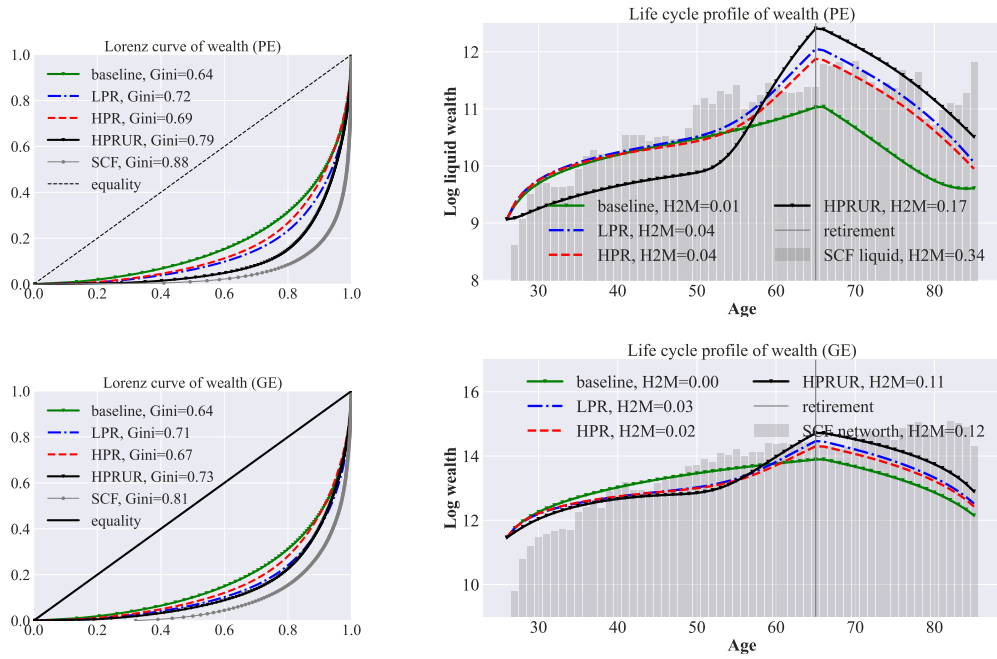 Lorenz curve of wealth (PE)
1.0
0.8
0.6
0.4
0.2
0.0
baseline, Gini=0.64
LPR, Gini=0.72
HPR, Gini=0.69
HPRUR, Gini=0.79
SCF, Gini=0.88
equality
0.0 0.2 0.4 0.6 0.8 1.0
Life cycle profile of wealth (PE)
Log liquid wealth
12
11
10
9
8
baseline, H2M=0.01
LPR, H2M=0.04
HPR, H2M=0.04
HPRUR, H2M=0.17
retirement
SCF liquid, H2M=0.34
30 40 50 60 70 80
Age
Lorenz curve of wealth (GE)
1.0
0.8
0.6
0.4
0.2
0.0
baseline, Gini=0.64
LPR, Gini=0.71
HPR, Gini=0.67
HPRUR, Gini=0.73
SCF, Gini=0.81
equality
0.0 0.2 0.4 0.6 0.8 1.0
Life cycle profile of wealth (GE)
Log wealth
16
14
12
10
baseline, H2M=0.00
LPR, H2M=0.03
HPR, H2M=0.02
HPRUR, H2M=0.11
retirement
SCF networth, H2M=0.12
30 40 50 60 70 80
Age